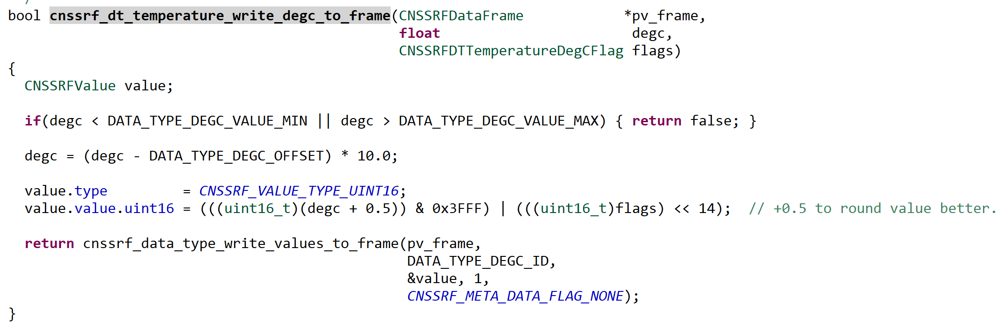 /
bool cnssrf_dt_temperature_write_degc_to_frame(CNSSRFDataFrame            *pv_frame,
                                               float                       degc,
                                               CNSSRFDTTemperatureDegCFlag flags)
{
  CNSSRFValue value;

  if(degc < DATA_TYPE_DEGC_VALUE_MIN || degc > DATA_TYPE_DEGC_VALUE_MAX) { return false; }

  degc = (degc - DATA_TYPE_DEGC_OFFSET) * 10.0;

  value.type         = CNSSRF_VALUE_TYPE_UINT16;
  value.value.uint16 = (((uint16_t)(degc + 0.5)) & 0x3FFF) | (((uint16_t)flags) << 14);  // +0.5 to round value better.

  return cnssrf_data_type_write_values_to_frame(pv_frame,
                                                DATA_TYPE_DEGC_ID,
                                                &value, 1,
                                                CNSSRF_META_DATA_FLAG_NONE);
}